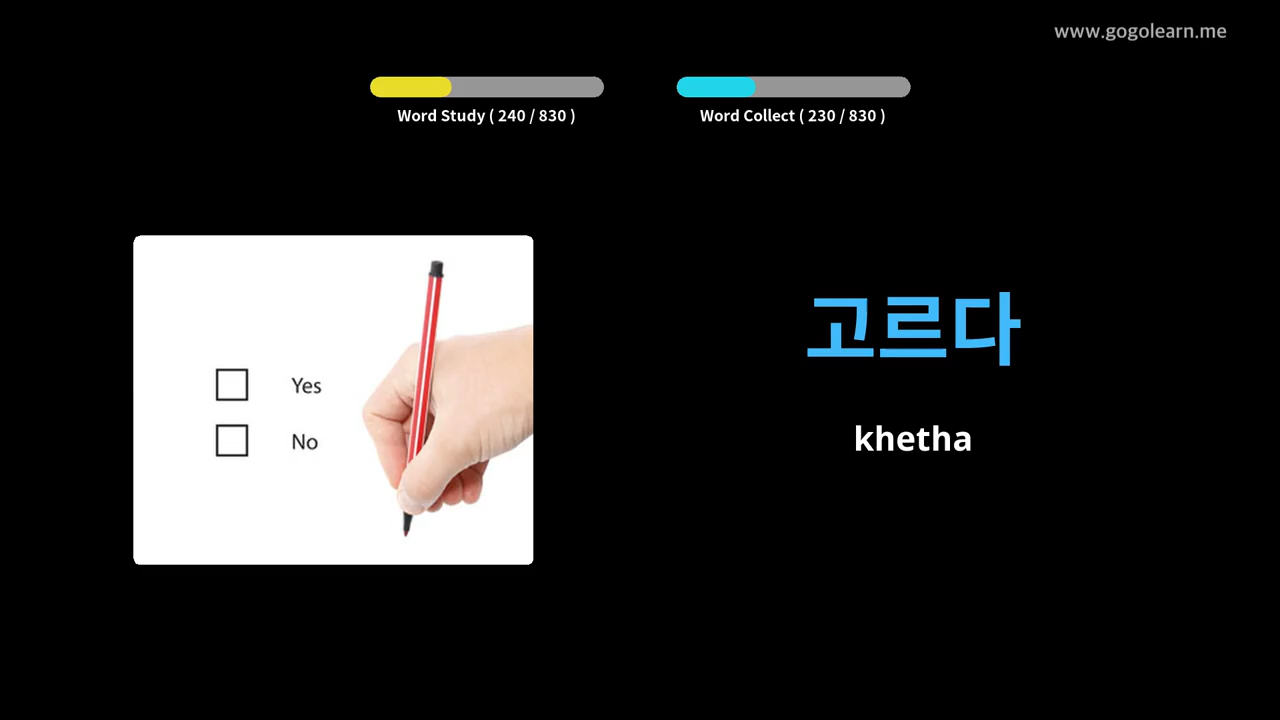 www.gogolearn.me
Word Study ( 240 / 830 )
Word Collect ( 230 / 830 )
Yes
No
고르다
khetha